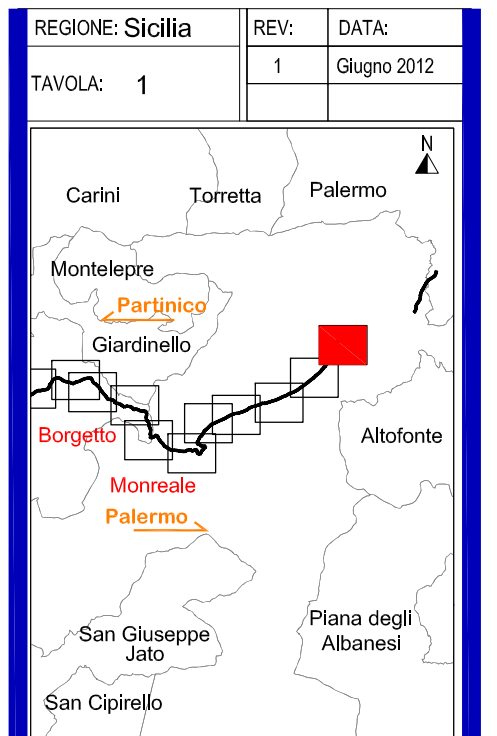 REGIONE: Sicilia
REV:
DATA:
TAVOLA: 1
1
Giugno 2012
N
Carini
Torretta
Palermo
Montelepre
Partinico
Giardinello
Borgetto
Altofonte
Monreale
Palermo
Piana degli
Albanesi
San Giuseppe
Jato
San Cipirello